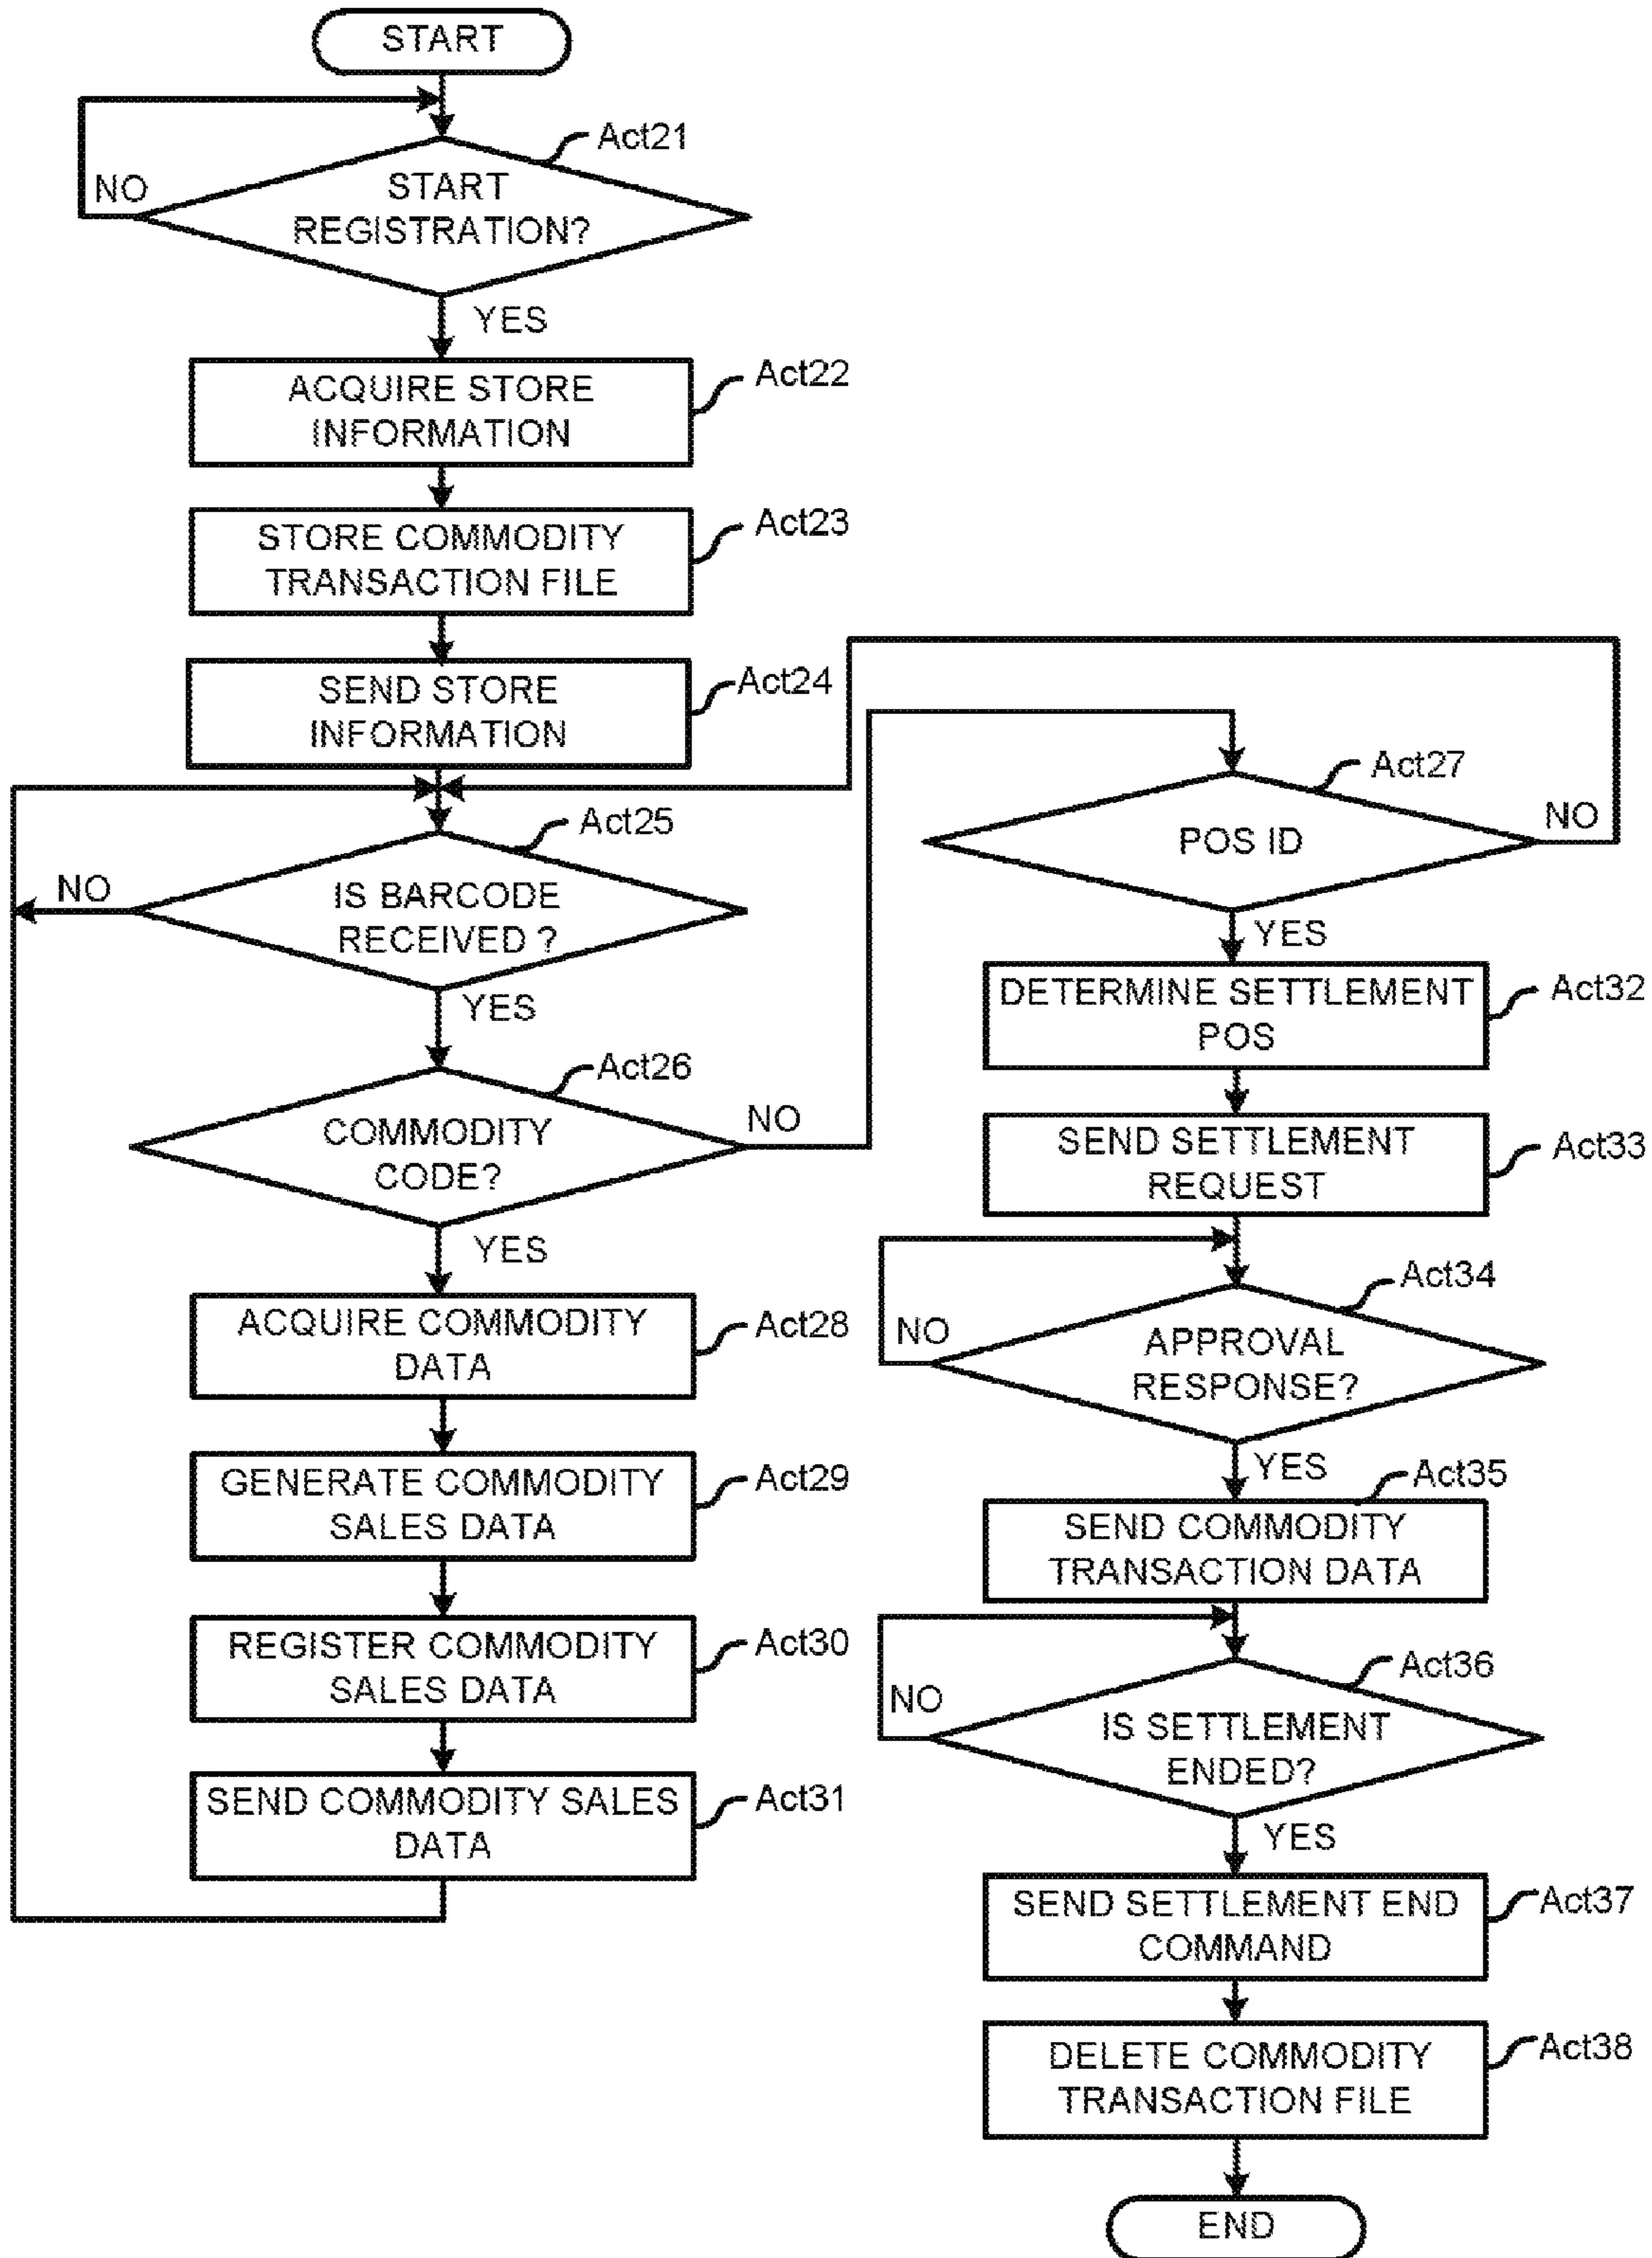 START
Act21
NO
START
REGISTRATION?
YES
ACQUIRE STORE
INFORMATION
Act22
STORE COMMODITY
TRANSACTION FILE
Act23
SEND STORE
INFORMATION
Act24
Act25
NO
IS BARCODE
RECEIVED ?
YES
Act26
COMMODITY
CODE?
NO
YES
ACQUIRE COMMODITY
DATA
Act28
GENERATE COMMODITY
SALES DATA
Act29
REGISTER COMMODITY
SALES DATA
Act30
SEND COMMODITY SALES
DATA
Act31
Act27
POS ID
NO
YES
DETERMINE SETTLEMENT
POS
Act32
SEND SETTLEMENT
REQUEST
Act33
Act34
NO
APPROVAL
RESPONSE?
YES
Act35
SEND COMMODITY
TRANSACTION DATA
Act36
NO
IS SETTLEMENT
ENDED?
YES
SEND SETTLEMENT END
COMMAND
Act37
DELETE COMMODITY
TRANSACTION FILE
Act38
END